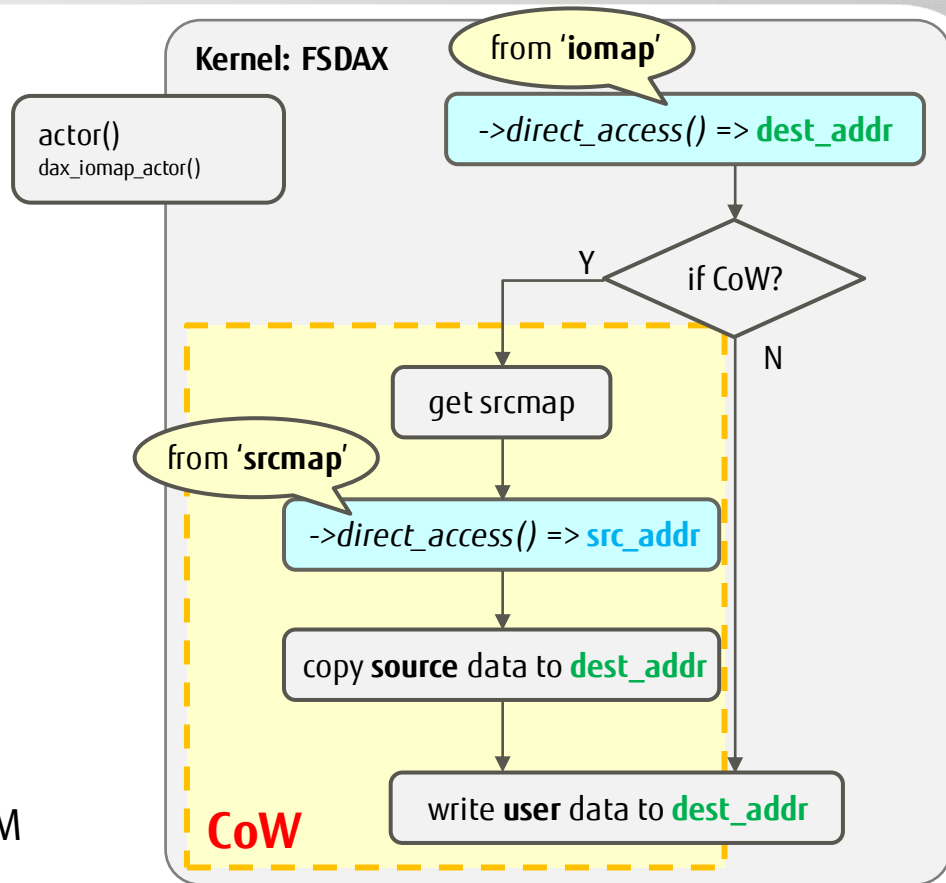 Kernel: FSDAX
from ‘iomap’
actor()
dax_iomap_actor()
->direct_access() => dest_addr
if CoW?
Y
N
get srcmap
from ‘srcmap’
->direct_access() => src_addr
copy source data to dest_addr
write user data to dest_addr
CoW
M